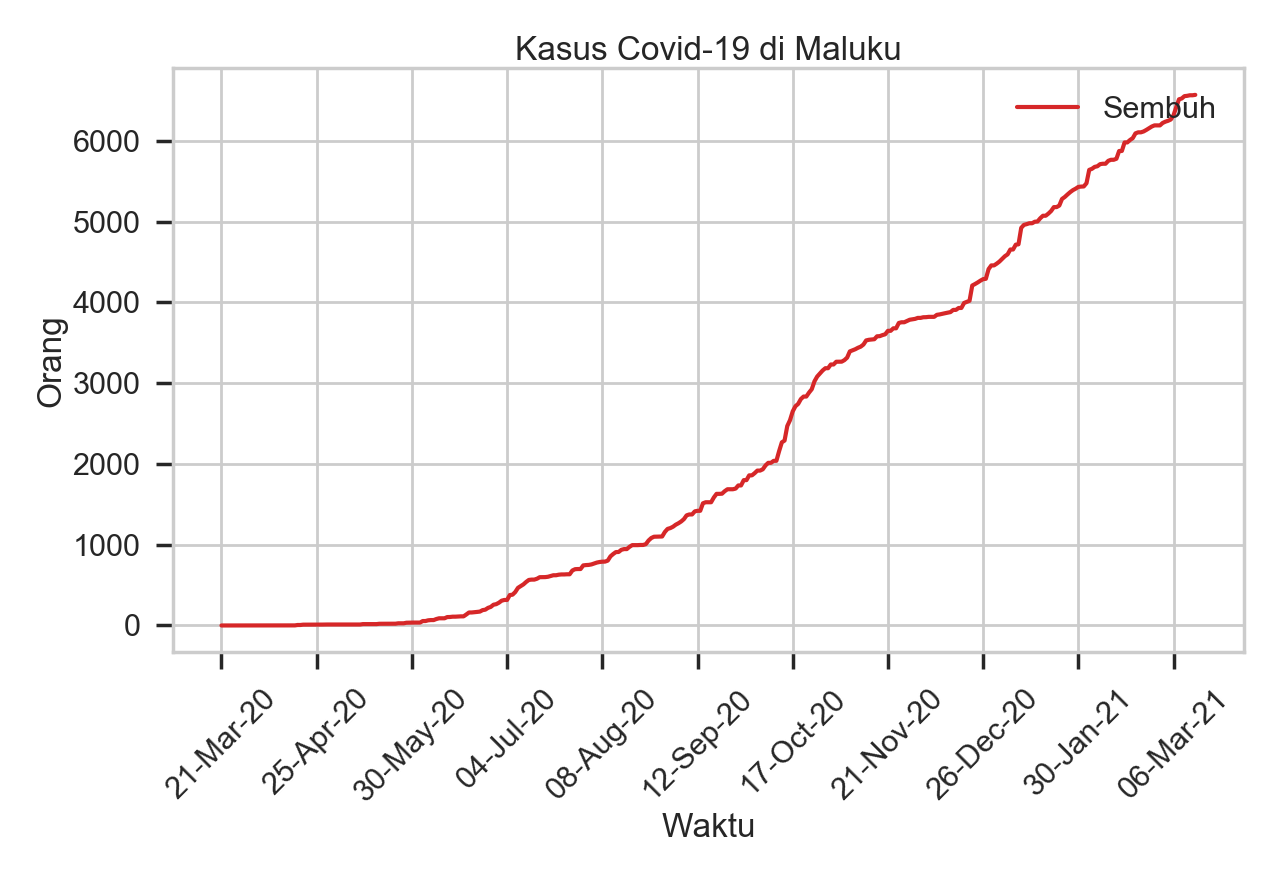 Kasus Covid-19 di Maluku
Sembuh
Orang
6000
5000
4000
3000
2000
1000
0
21-Mar-20
25-Apr-20
30-May-20
04-Jul-20
08-Aug-20
12-Sep-20
17-Oct-20
21-Nov-20
26-Dec-20
30-Jan-21
06-Mar-21
Waktu